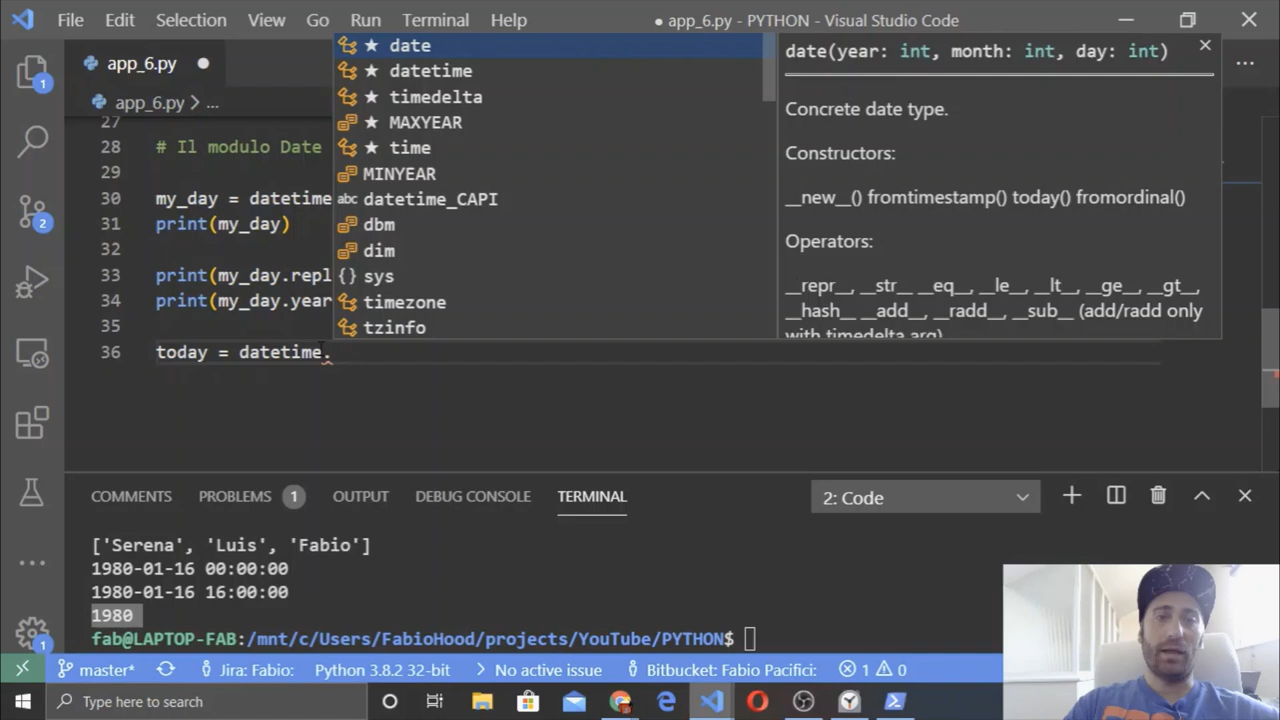 File Edit Selection View Go Run Terminal Help
● app_6.py - PYTHON - Visual Studio Code
app_6.py ●
app_6.py > ...
27
28 # Il modulo Date
29
30 my_day = datetime
31 print(my_day)
32
33 print(my_day.repl
34 print(my_day.year
35
36 today = datetime.
★ date
★ datetime
★ timedelta
★ MAXYEAR
★ time
MINYEAR
abc datetime_CAPI
dbm
dim
{} sys
timezone
tzinfo
date(year: int, month: int, day: int)
Concrete date type.
Constructors:
__new__() fromtimestamp() today() fromordinal()
Operators:
__repr__, __str__ __eq__, __le__, __lt__, __ge__, __gt__,
__hash__ __add__, __radd__, __sub__ (add/radd only
with timedelta arg)
1
2
1
COMMENTS PROBLEMS 1 OUTPUT DEBUG CONSOLE TERMINAL
2: Code
['Serena', 'Luis', 'Fabio']
1980-01-16 00:00:00
1980-01-16 16:00:00
1980
fab@LAPTOP-FAB:/mnt/c/Users/FabioHood/projects/YouTube/PYTHON$
master* Jira: Fabio: Python 3.8.2 32-bit No active issue Bitbucket: Fabio Pacifici: 1 0
Type here to search